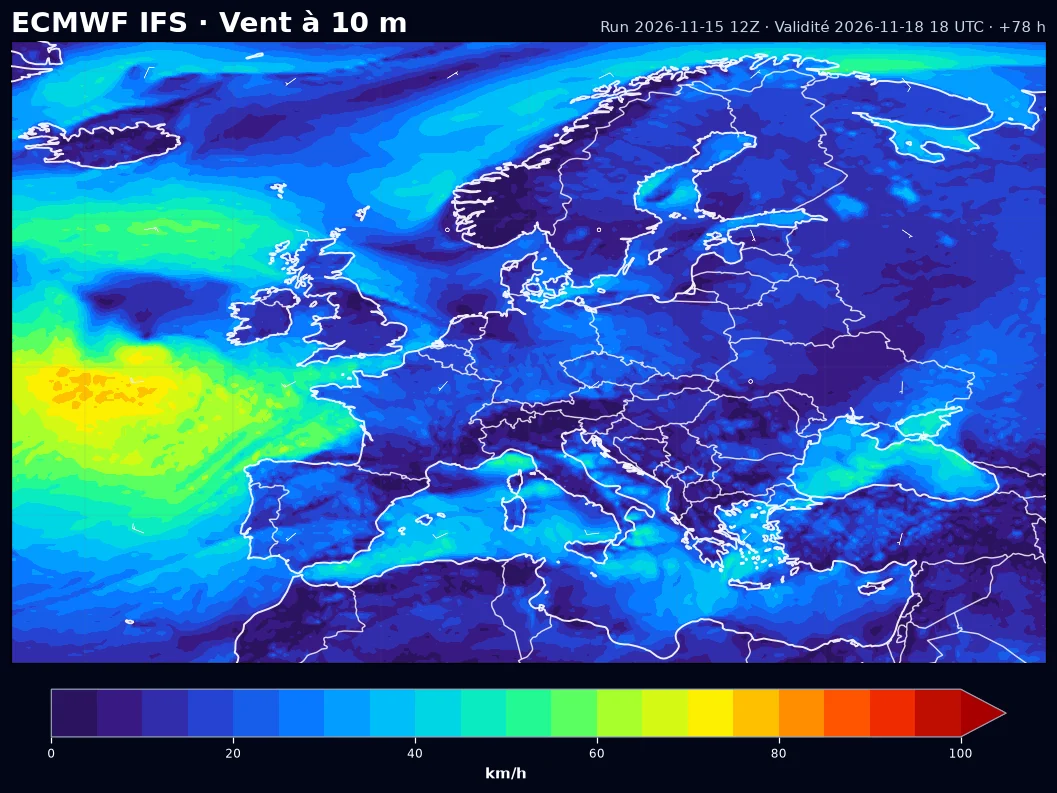 ECMWF IFS · Vent à 10 m
Run 2026-11-15 12Z · Validité 2026-11-18 18 UTC · +78 h
0 20 40 60 80 100
km/h